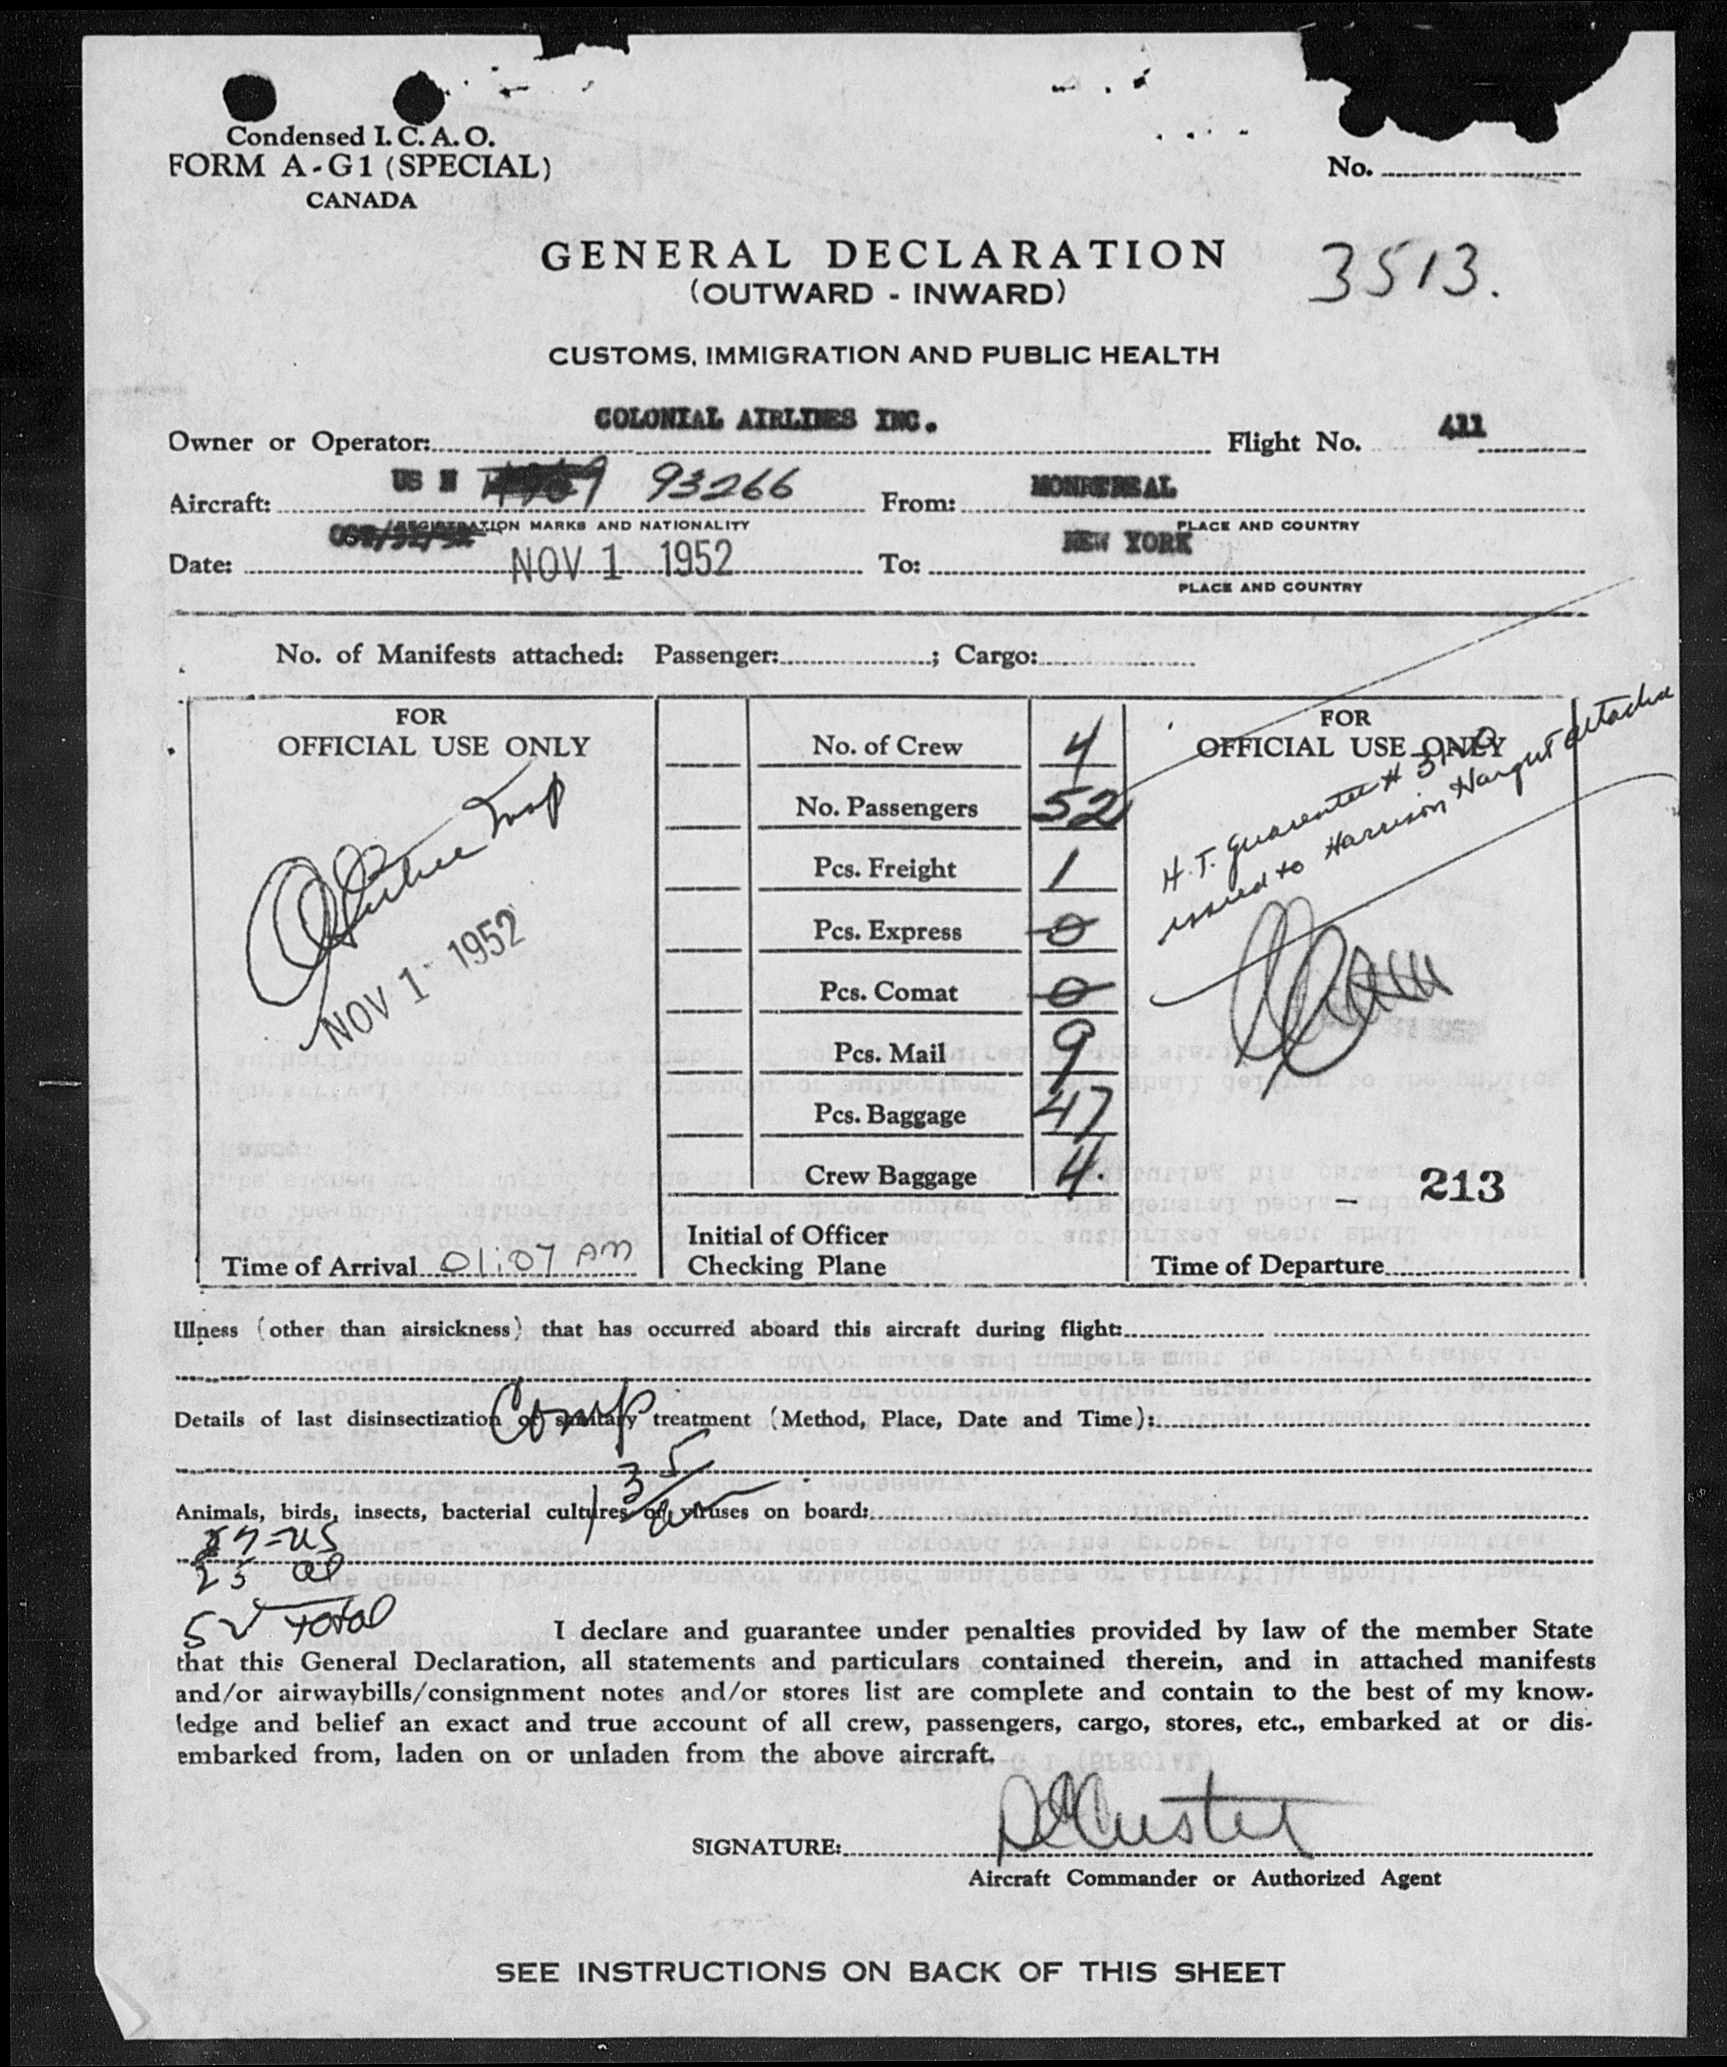 Condensed I. C. A. O.
FORM A-G1 (SPECIAL)
CANADA
No.
GENERAL DECLARATION
(OUTWARD - INWARD)
3513.
CUSTOMS, IMMIGRATION AND PUBLIC HEALTH
Owner or Operator: COLONIAL AIRLINES INC. Flight No. 411
Aircraft: US N 93266 From: MONTREAL
REGISTRATION MARKS AND NATIONALITY PLACE AND COUNTRY
Date: NOV 1 1952 To: NEW YORK
PLACE AND COUNTRY
No. of Manifests attached: Passenger: ; Cargo:
FOR
OFFICIAL USE ONLY
Insp
NOV 1 1952
Time of Arrival 01:07 AM
No. of Crew 4
No. Passengers 52
Pcs. Freight 1
Pcs. Express 0
Pcs. Comat 0
Pcs. Mail 9
Pcs. Baggage 47
Crew Baggage 4.
Initial of Officer
Checking Plane
FOR
OFFICIAL USE ONLY
H. T. Guarantee #
issued to Harrison attached
- 213
Time of Departure
Illness (other than airsickness) that has occurred aboard this aircraft during flight:
Details of last disinsectization or sanitary treatment (Method, Place, Date and Time):
Comp
35
Animals, birds, insects, bacterial cultures or viruses on board:
27 = US
25 al
52 Total
I declare and guarantee under penalties provided by law of the member State
that this General Declaration, all statements and particulars contained therein, and in attached manifests
and/or airwaybills/consignment notes and/or stores list are complete and contain to the best of my know-
ledge and belief an exact and true account of all crew, passengers, cargo, stores, etc., embarked at or dis-
embarked from, laden on or unladen from the above aircraft.
SIGNATURE:
Aircraft Commander or Authorized Agent
SEE INSTRUCTIONS ON BACK OF THIS SHEET